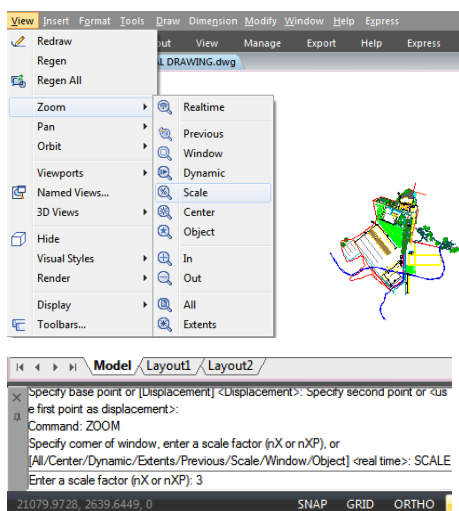 View Insert Format Tools Draw Dimension Modify Window Help Express
out View Manage Export Help Express
L DRAWING.dwg
Redraw
Regen
Regen All
Zoom
Pan
Orbit
Viewports
Named Views...
3D Views
Hide
Visual Styles
Render
Display
Toolbars...
Realtime
Previous
Window
Dynamic
Scale
Center
Object
In
Out
All
Extents
Model Layout1 Layout2
Specify base point or [Displacement] <Displacement>: Specify second point or <us
e first point as displacement>:
Command: ZOOM
Specify corner of window, enter a scale factor (nX or nXP), or
[All/Center/Dynamic/Extents/Previous/Scale/Window/Object] <real time>: SCALE
Enter a scale factor (nX or nXP): 3
21079.9728, 2639.6449, 0 SNAP GRID ORTHO